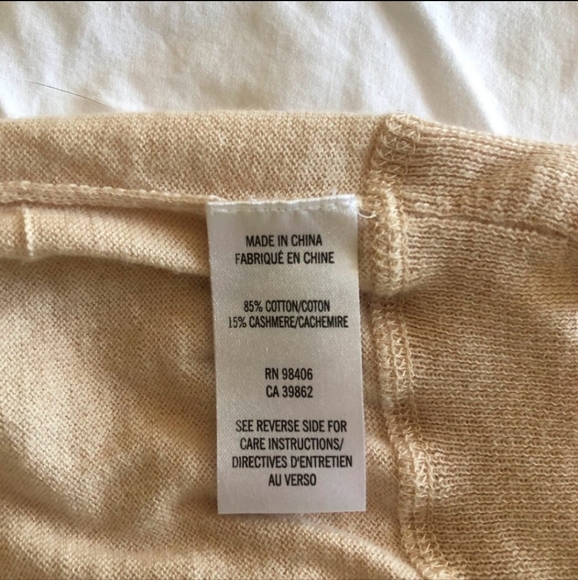 MADE IN CHINA
FABRIQUÉ EN CHINE
85% COTTON/COTON
15% CASHMERE/CACHEMIRE
RN 98406
CA 39862
SEE REVERSE SIDE FOR
CARE INSTRUCTIONS/
DIRECTIVES D'ENTRETIEN
AU VERSO